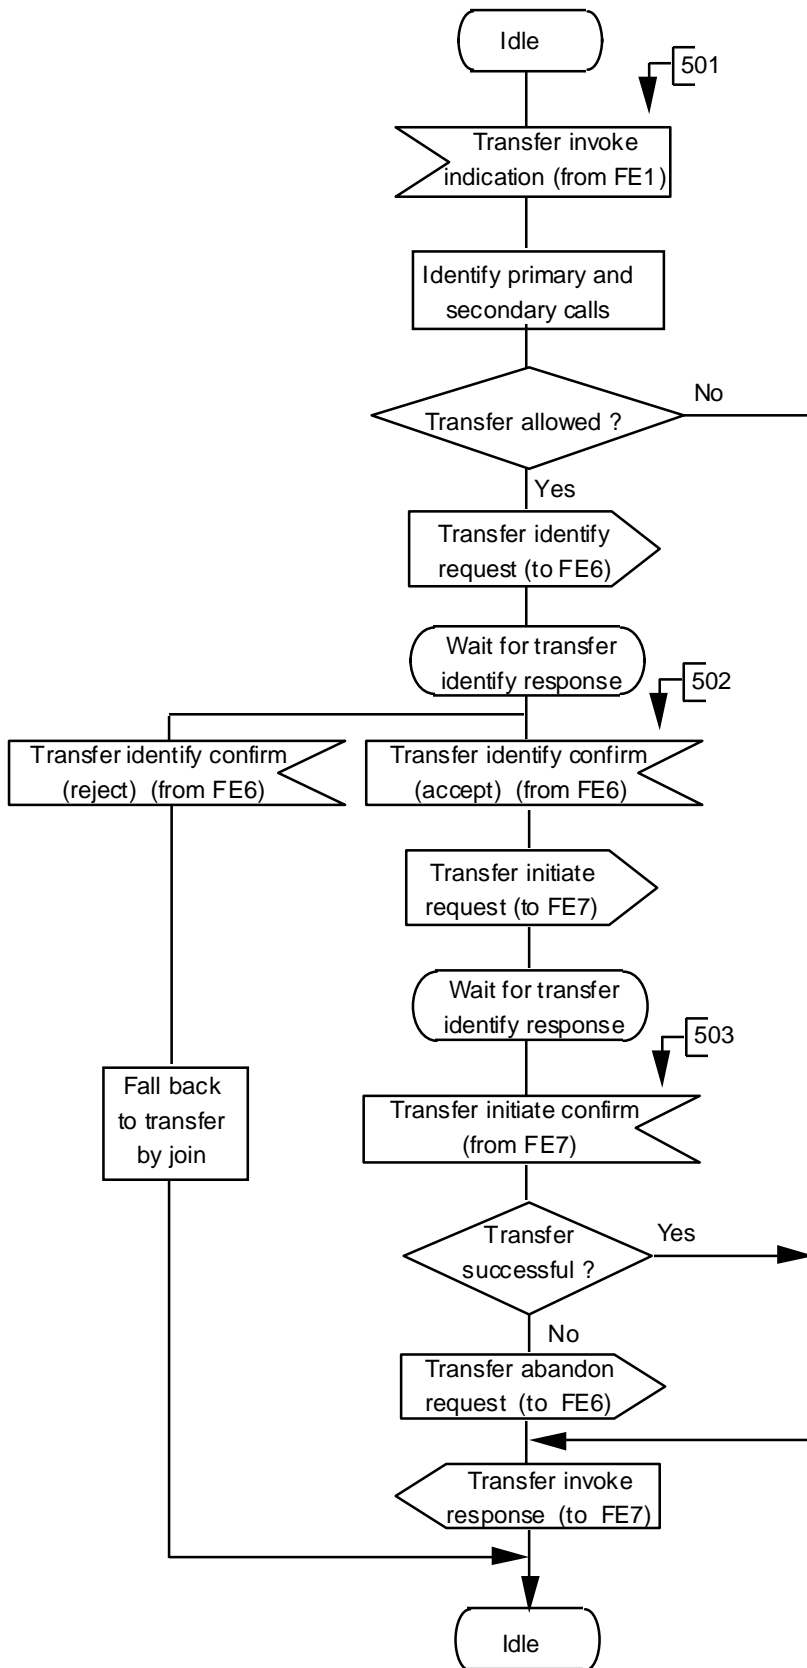 Idle
501
Transfer invoke
indication (from FE1)
Identify primary and
secondary calls
No
Transfer allowed ?
Yes
Transfer identify
request (to FE6)
Wait for transfer
identify response
502
Transfer identify confirm
(reject) (from FE6)
Transfer identify confirm
(accept) (from FE6)
Transfer initiate
request (to FE7)
Wait for transfer
identify response
503
Fall back
to transfer
by join
Transfer initiate confirm
(from FE7)
Transfer
successful ?
Yes
No
Transfer abandon
request (to FE6)
Transfer invoke
response (to FE7)
Idle